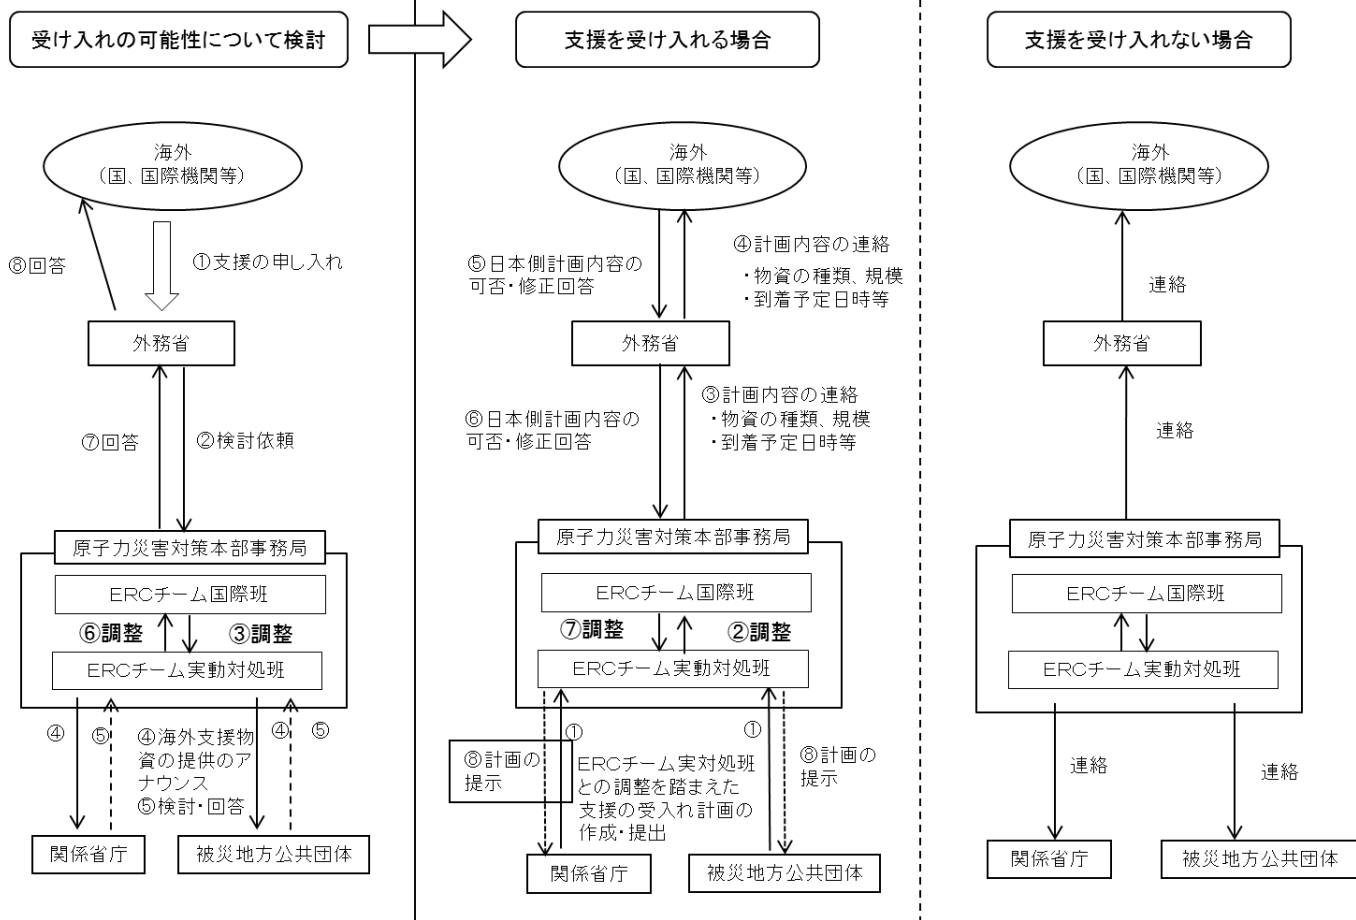 受け入れの可能性について検討
海外
（国、国際機関等）
⑧回答
①支援の申し入れ
外務省
⑦回答
②検討依頼
原子力災害対策本部事務局
ERCチーム国際班
⑥調整
③調整
ERCチーム実動対処班
④
⑤
④海外支援物
資の提供のア
ナウンス
⑤検討・回答
④
⑤
関係省庁
被災地方公共団体
支援を受け入れる場合
海外
（国、国際機関等）
⑤日本側計画内容の
可否・修正回答
④計画内容の連絡
・物資の種類、規模
・到着予定日時等
外務省
⑥日本側計画内容の
可否・修正回答
③計画内容の連絡
・物資の種類、規模
・到着予定日時等
原子力災害対策本部事務局
ERCチーム国際班
⑦調整
②調整
ERCチーム実動対処班
①
①
⑧計画の
提示
ERCチーム実対処班
との調整を踏まえた
支援の受入れ計画の
作成・提出
⑧計画の
提示
関係省庁
被災地方公共団体
支援を受け入れない場合
海外
（国、国際機関等）
連絡
外務省
連絡
原子力災害対策本部事務局
ERCチーム国際班
ERCチーム実動対処班
連絡
連絡
関係省庁
被災地方公共団体